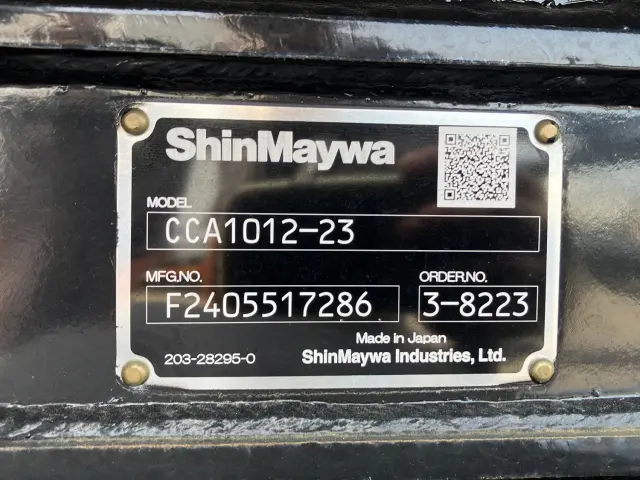 ShinMaywa
MODEL
CCA1012-23
MFG.NO. ORDER.NO.
F2405517286 3-8223
Made in Japan
203-28295-0 ShinMaywa Industries, Ltd.